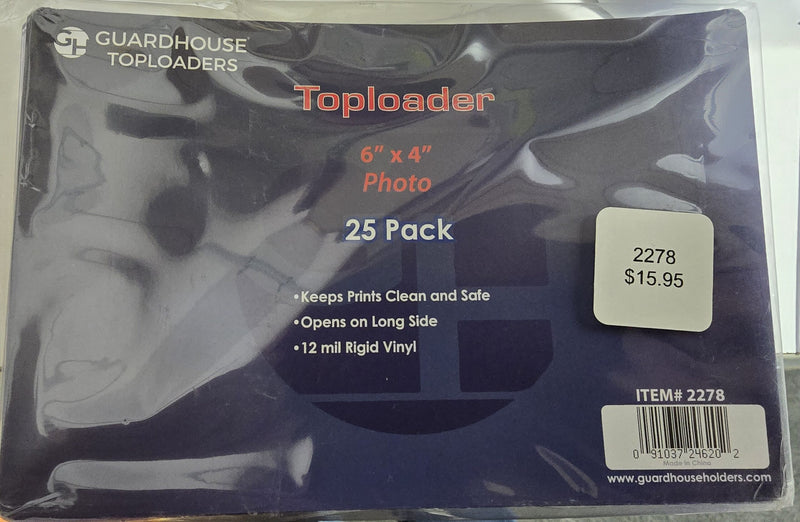 GH GUARDHOUSE
TOPLOADERS
Toploader
6" x 4"
Photo
25 Pack
•Keeps Prints Clean and Safe
•Opens on Long Side
•12 mil Rigid Vinyl
2278
$15.95
ITEM# 2278
0 91037 24620 2
Made in China
www.guardhouseholders.com